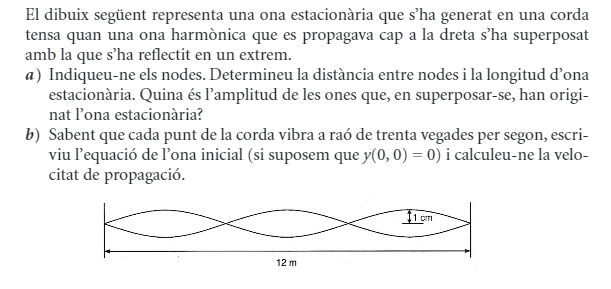 El dibuix següent representa una ona estacionària que s'ha generat en una corda
tensa quan una ona harmònica que es propagava cap a la dreta s'ha superposat
amb la que s'ha reflectit en un extrem.
a) Indiqueu-ne els nodes. Determineu la distància entre nodes i la longitud d'ona
estacionària. Quina és l'amplitud de les ones que, en superposar-se, han origi-
nat l'ona estacionària?
b) Sabent que cada punt de la corda vibra a raó de trenta vegades per segon, escri-
viu l'equació de l'ona inicial (si suposem que y(0, 0) = 0) i calculeu-ne la velo-
citat de propagació.
1 cm
12 m